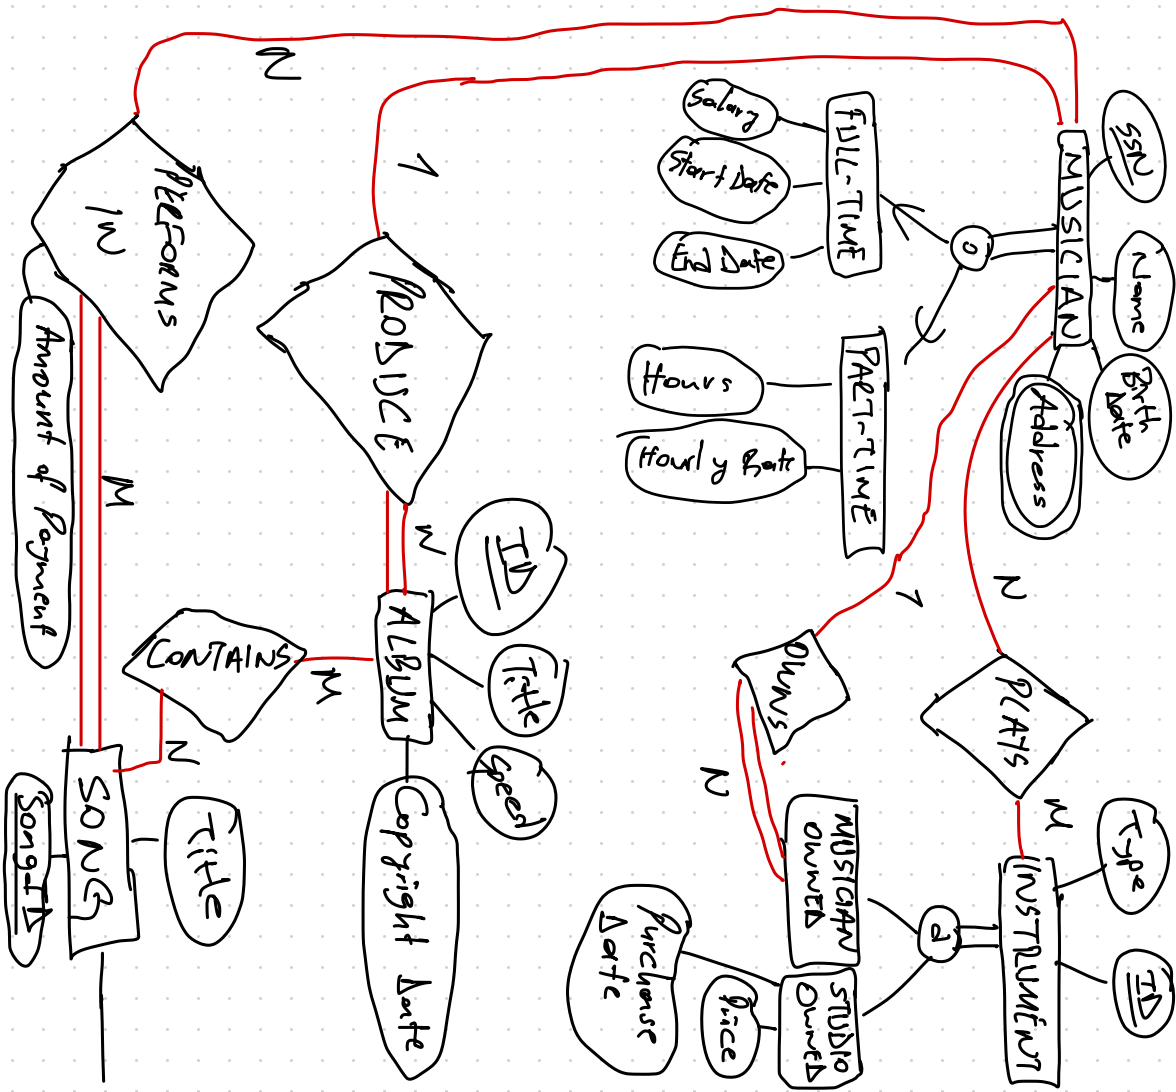 SSN
Name
Birth
Date
Type
ID
MUSICIAN
Address
N
M
INSTRUMENT
PLAYS
o
d
FULL-TIME
PART-TIME
1
OWNS
MUSICIAN
OWNED
STUDIO
OWNED
Salary
Start Date
End Date
Hours
Hourly Rate
N
Price
Purchase
Date
ID
Title
Speed
1
PRODUCE
N
ALBUM
Copyright Date
N
M
CONTAINS
N
PERFORMS
IN
M
Title
SONG
Amount of Payment
SongID